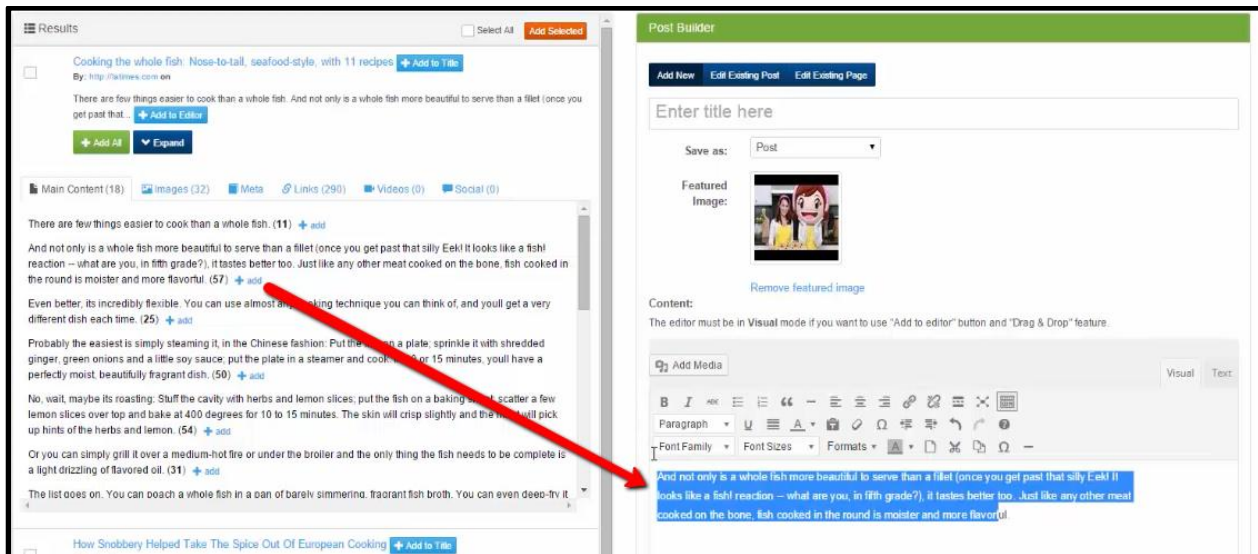 Results
Select All
Add Selected
Cooking the whole fish: Nose-to-tail, seafood-style, with 11 recipes + Add to Title
By: http://latimes.com on
There are few things easier to cook than a whole fish. And not only is a whole fish more beautiful to serve than a fillet (once you
get past that... + Add to Editor
+ Add All
Expand
Main Content (18)
Images (32)
Meta
Links (290)
Videos (0)
Social (0)
There are few things easier to cook than a whole fish. (11) + add
And not only is a whole fish more beautiful to serve than a fillet (once you get past that silly Eek! It looks like a fish!
reaction -- what are you, in fifth grade?), it tastes better too. Just like any other meat cooked on the bone, fish cooked in
the round is moister and more flavorful. (57) + add
Even better, its incredibly flexible. You can use almost any cooking technique you can think of, and youll get a very
different dish each time. (25) + add
Probably the easiest is simply steaming it, in the Chinese fashion: Put the on a plate; sprinkle it with shredded
ginger, green onions and a little soy sauce; put the plate in a steamer and cook. or 15 minutes, youll have a
perfectly moist, beautifully fragrant dish. (50) + add
No, wait, maybe its roasting: Stuff the cavity with herbs and lemon slices; put the fish on a baking sheet, scatter a few
lemon slices over top and bake at 400 degrees for 10 to 15 minutes. The skin will crisp slightly and the will pick
up hints of the herbs and lemon. (54) + add
Or you can simply grill it over a medium-hot fire or under the broiler and the only thing the fish needs to be complete is
a light drizzling of flavored oil. (31) + add
The list goes on. You can poach a whole fish in a pan of barely simmering, fragrant fish broth. You can even deep-fry it
How Snobbery Helped Take The Spice Out Of European Cooking + Add to Title
Post Builder
Add New
Edit Existing Post
Edit Existing Page
Enter title here
Save as:
Post
Featured
Image:
Remove featured image
Content:
The editor must be in Visual mode if you want to use "Add to editor" button and "Drag & Drop" feature.
Add Media
Visual
Text
B I ABC
Paragraph U A Ω
Font Family
Font Sizes
Formats A Ω
And not only is a whole fish more beautiful to serve than a fillet (once you get past that silly Eek! It
looks like a fish! reaction -- what are you, in fifth grade?), it tastes better too. Just like any other meat
cooked on the bone, fish cooked in the round is moister and more flavorful.